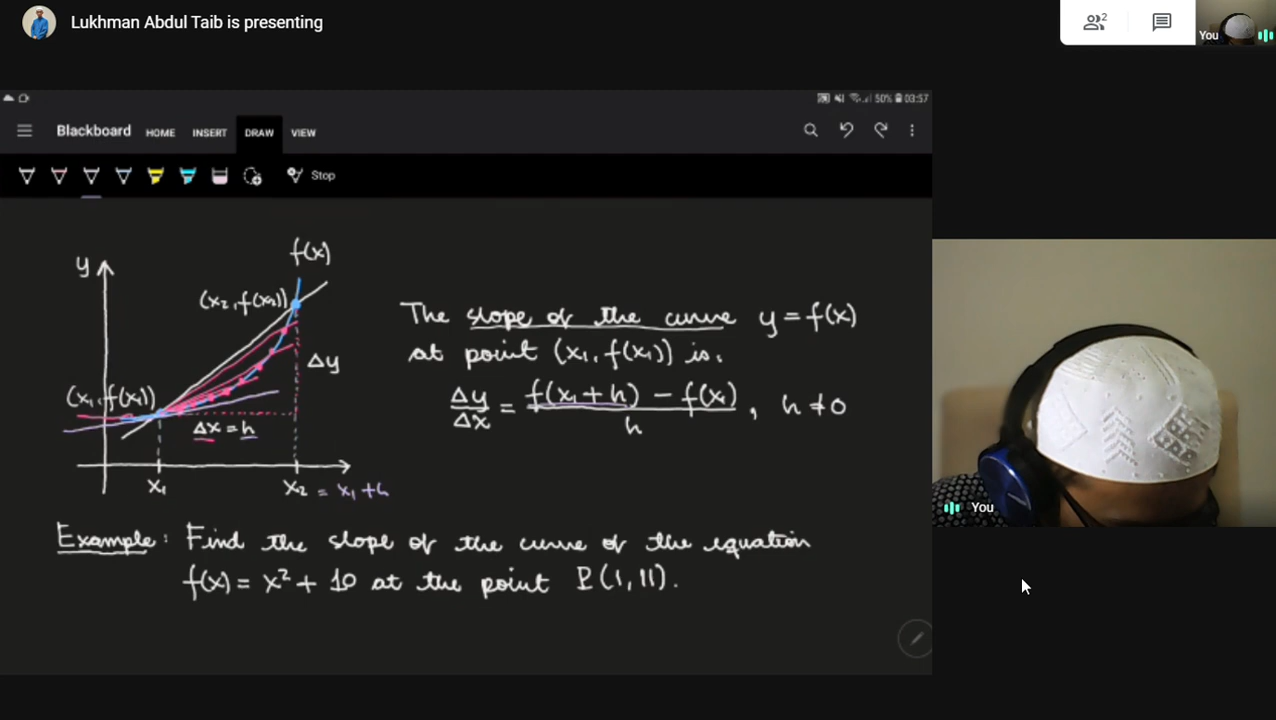 Lukhman Abdul Taib is presenting
2
You
50% 03:57
Blackboard HOME INSERT DRAW VIEW
Stop
y
f(x)
(x₂, f(x₂))
Δy
(x₁, f(x₁))
Δx = h
x₁
x₂ = x₁ + h
The slope of the curve y = f(x)
at point (x₁, f(x₁)) is.
Δy/Δx = (f(x₁ + h) − f(x₁))/h , h ≠ 0
Example: Find the slope of the curve of the equation
f(x) = x² + 10 at the point P(1, 11).
You